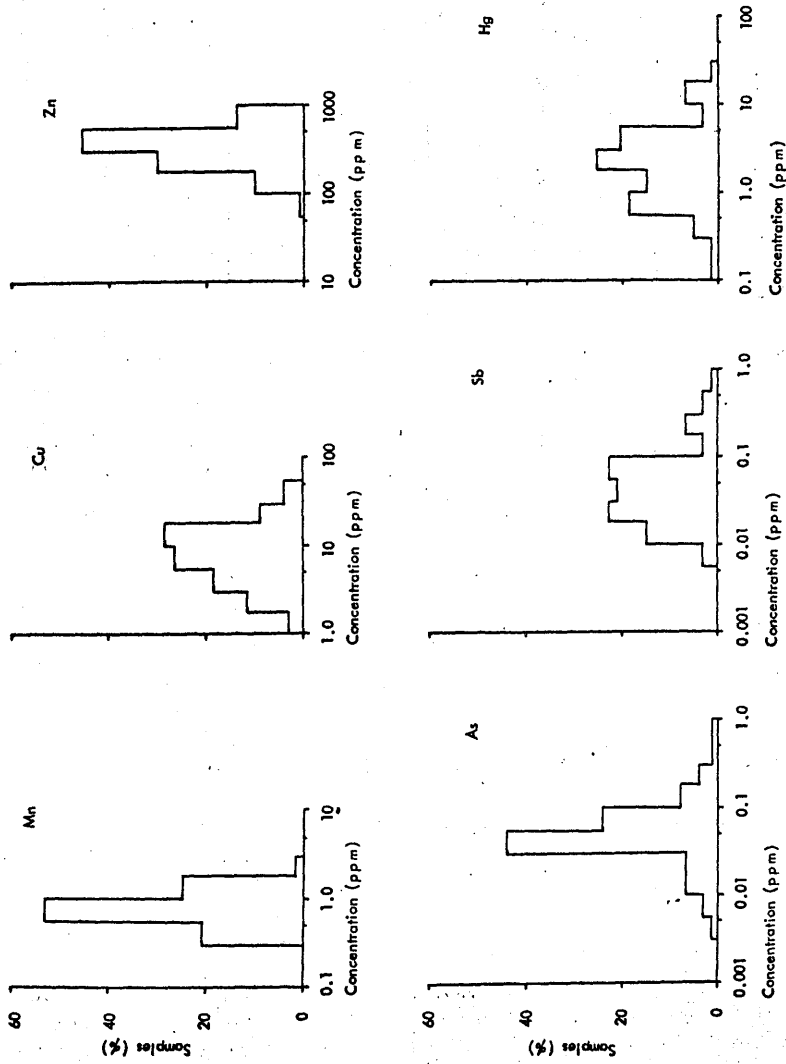 Mn
60
40
20
0
Samples (%)
0.1 1.0 10
Concentration (ppm)
Cu
1.0 10 100
Concentration (ppm)
Zn
10 100 1000
Concentration (ppm)
As
60
40
20
0
Samples (%)
0.001 0.01 0.1 1.0
Concentration (ppm)
Sb
0.001 0.01 0.1 1.0
Concentration (ppm)
Hg
0.1 1.0 10 100
Concentration (ppm)